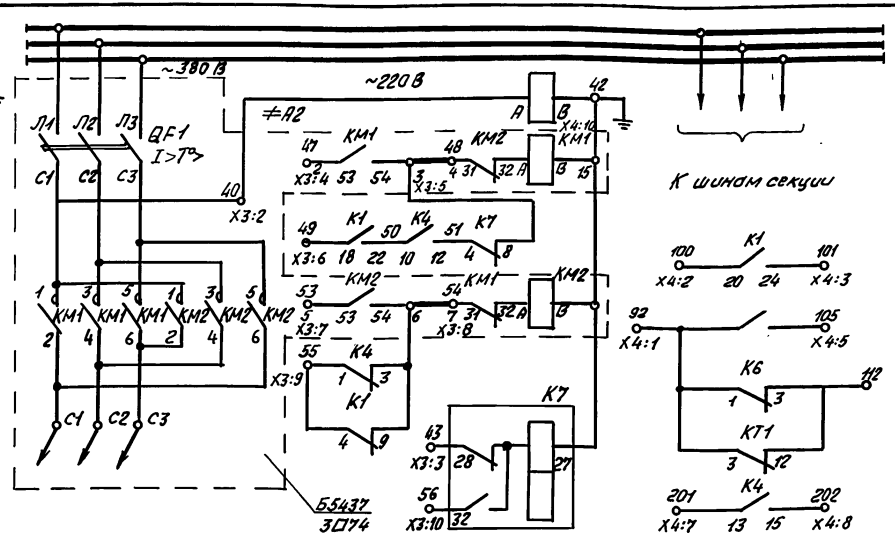 ~380 В
~220 В
42
≠А2
А В
Х4:10
Л1 Л2 Л3 QF1
I>T°>
С1 С2 С3
47 КМ1 48 КМ2 КМ1
2 53 54 3 4 31 32 А В 15
Х3:4 Х3:5
40
Х3:2
К шинам секции
49 К1 50 К4 51 К7
Х3:6 18 22 10 12 4 8
100 К1 101
Х4:2 20 24 Х4:3
53 КМ2 54 КМ1 КМ2
5 53 54 6 7 31 32 А В
Х3:7 Х3:8
1 3 5 1 3 5
КМ1 КМ1 КМ1 КМ2 КМ2 КМ2
2 4 6 2 4 6
92 105
Х4:1 Х4:5
55 К4
Х3:9 1 3
К6 112
1 3
К1
4 9
С1 С2 С3
К7
43
Х3:3 28 27
КТ1
3 12
56
Х3:10 32
Б5437
3□74
201 К4 202
Х4:7 13 15 Х4:8